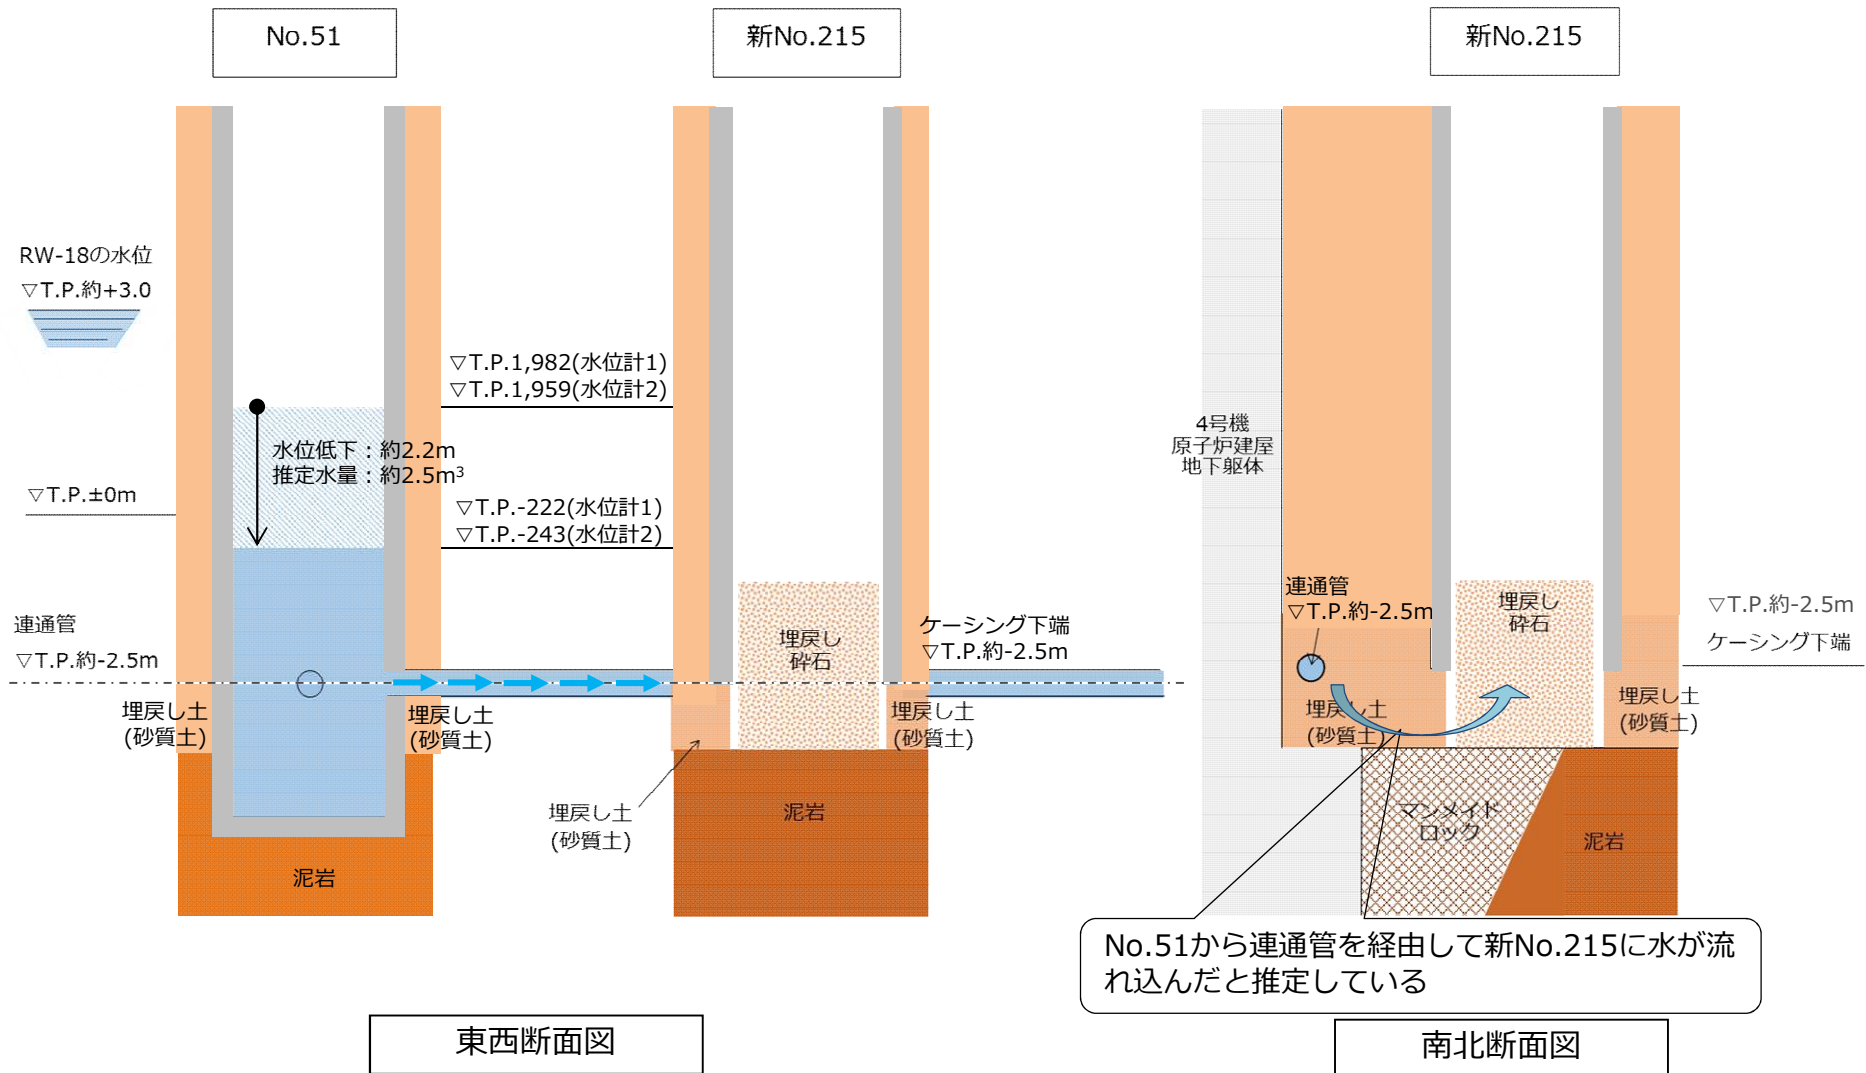 No.51
新No.215
新No.215
RW-18の水位
▽T.P.約+3.0
▽T.P.1,982(水位計1)
▽T.P.1,959(水位計2)
水位低下：約2.2m
推定水量：約2.5m³
▽T.P.±0m
▽T.P.-222(水位計1)
▽T.P.-243(水位計2)
連通管
▽T.P.約-2.5m
埋戻し土
(砂質土)
埋戻し土
(砂質土)
泥岩
埋戻し
砕石
ケーシング下端
▽T.P.約-2.5m
埋戻し土
(砂質土)
埋戻し土
(砂質土)
泥岩
4号機
原子炉建屋
地下躯体
連通管
▽T.P.約-2.5m
埋戻し
砕石
▽T.P.約-2.5m
ケーシング下端
埋戻し土
(砂質土)
埋戻し土
(砂質土)
マンメイド
ロック
泥岩
No.51から連通管を経由して新No.215に水が流
れ込んだと推定している
東西断面図
南北断面図